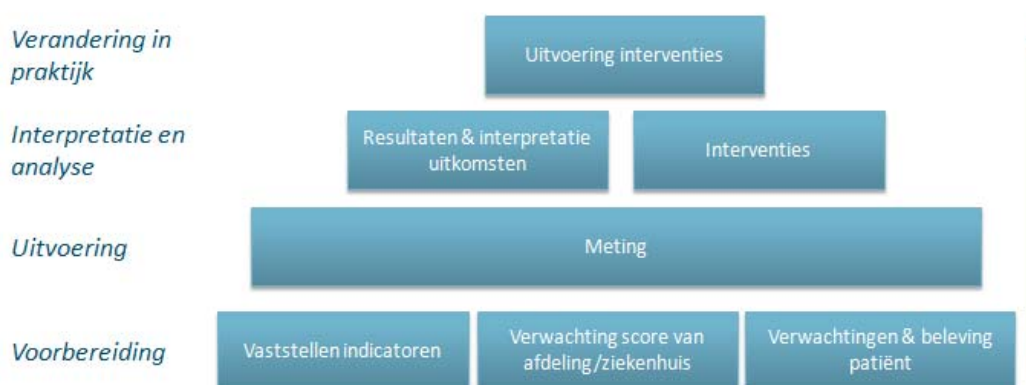 Verandering in
praktijk
Uitvoering interventies
Interpretatie en
analyse
Resultaten & interpretatie
uitkomsten
Interventies
Uitvoering
Meting
Voorbereiding
Vaststellen indicatoren
Verwachting score van
afdeling/ziekenhuis
Verwachtingen & beleving
patiënt